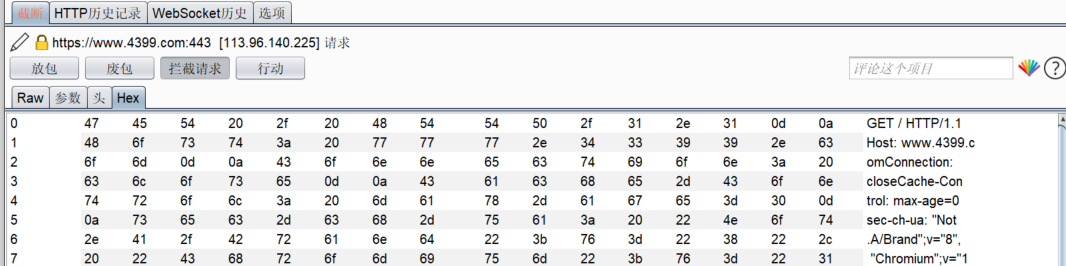 截断 HTTP历史记录 WebSocket历史 选项
https://www.4399.com:443 [113.96.140.225] 请求
放包 废包 拦截请求 行动 评论这个项目 ?
Raw 参数 头 Hex
0 47 45 54 20 2f 20 48 54 54 50 2f 31 2e 31 0d 0a GET / HTTP/1.1
1 48 6f 73 74 3a 20 77 77 77 2e 34 33 39 39 2e 63 Host: www.4399.c
2 6f 6d 0d 0a 43 6f 6e 6e 65 63 74 69 6f 6e 3a 20 omConnection:
3 63 6c 6f 73 65 0d 0a 43 61 63 68 65 2d 43 6f 6e closeCache-Con
4 74 72 6f 6c 3a 20 6d 61 78 2d 61 67 65 3d 30 0d trol: max-age=0
5 0a 73 65 63 2d 63 68 2d 75 61 3a 20 22 4e 6f 74 sec-ch-ua: "Not
6 2e 41 2f 42 72 61 6e 64 22 3b 76 3d 22 38 22 2c .A/Brand";v="8",
7 20 22 43 68 72 6f 6d 69 75 6d 22 3b 76 3d 22 31 "Chromium";v="1